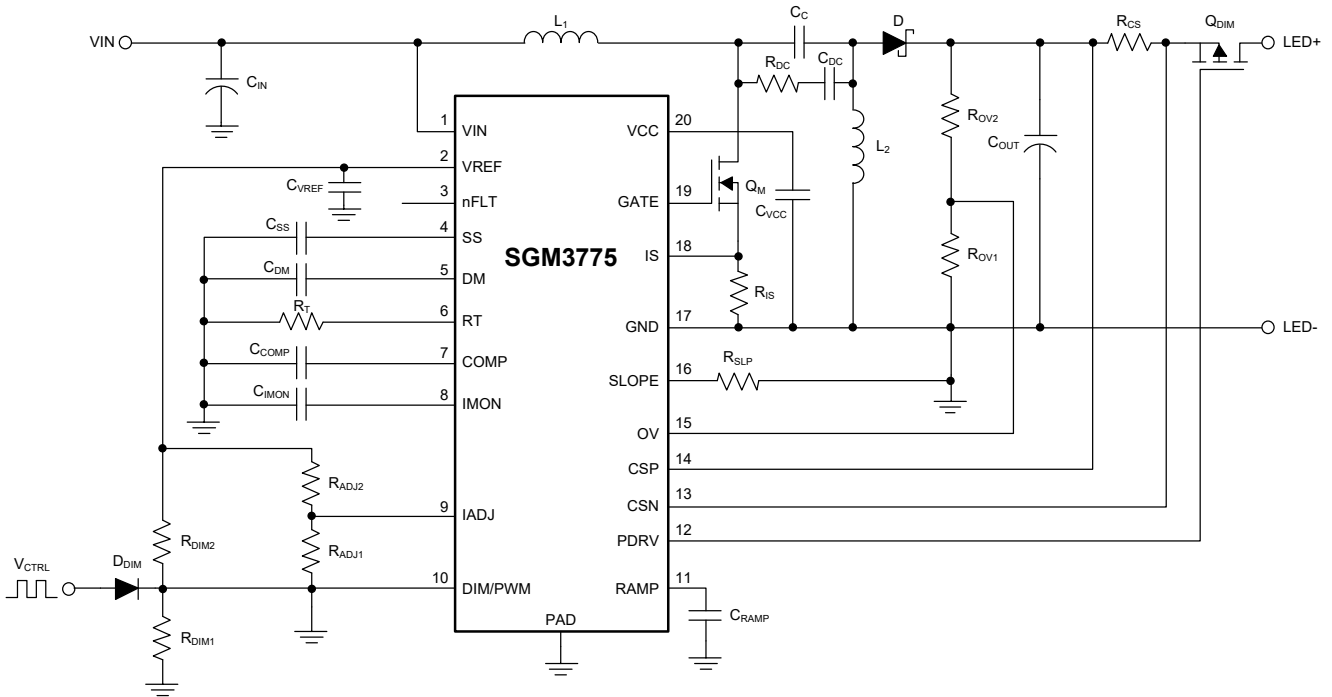 L1
CC
D
RCS
QDIM
VIN
LED+
CIN
RDC
CDC
1
VIN
VCC
20
ROV2
COUT
L2
2
VREF
CVREF
3
nFLT
GATE
19
QM
CVCC
CSS
4
SS
SGM3775
IS
18
ROV1
CDM
5
DM
RIS
RT
6
RT
GND
17
LED-
CCOMP
7
COMP
RSLP
SLOPE
16
CIMON
8
IMON
OV
15
CSP
14
RADJ2
9
IADJ
CSN
13
RDIM2
RADJ1
PDRV
12
VCTRL
DDIM
10
DIM/PWM
RAMP
11
CRAMP
PAD
RDIM1